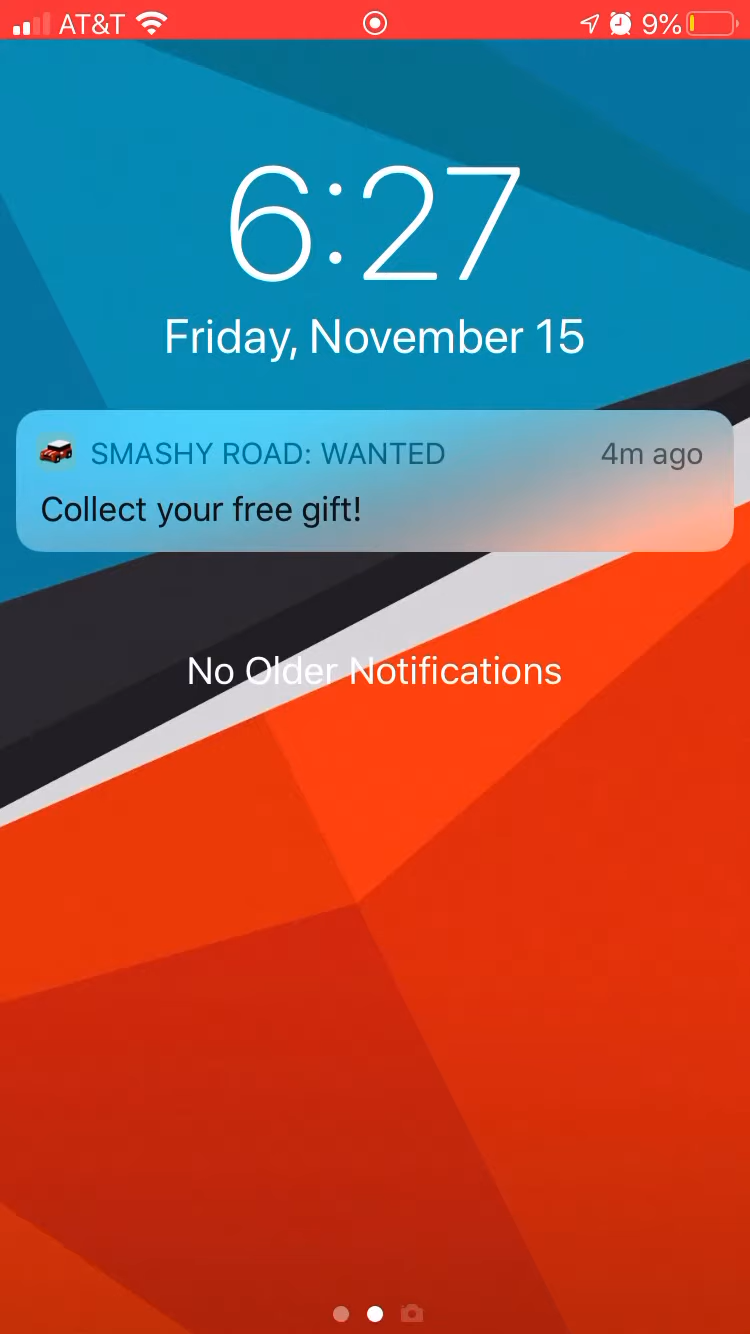 AT&T 9%
6:27
Friday, November 15
SMASHY ROAD: WANTED 4m ago
Collect your free gift!
No Older Notifications